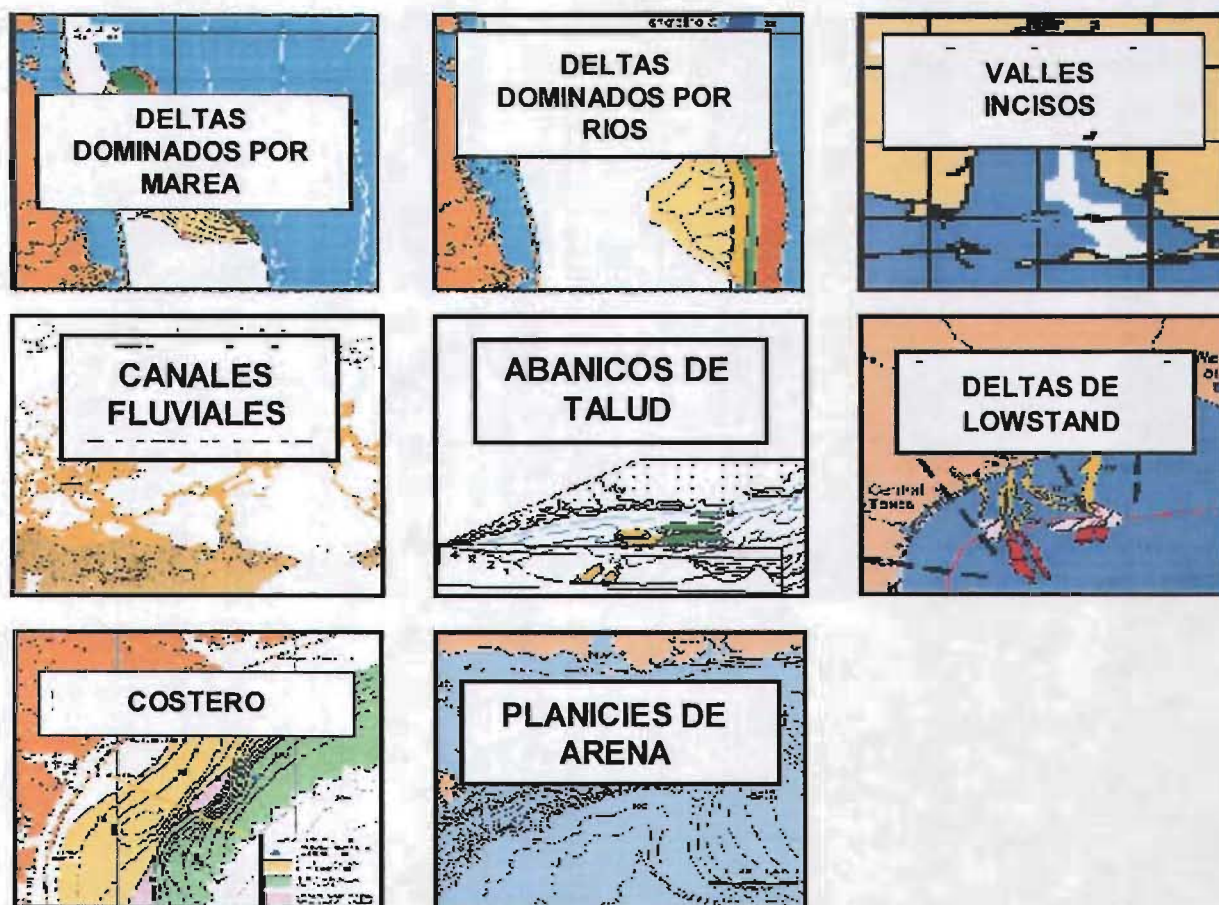 DELTAS
DOMINADOS POR
MAREA
DELTAS
DOMINADOS POR
RIOS
VALLES
INCISOS
CANALES
FLUVIALES
ABANICOS DE
TALUD
DELTAS DE
LOWSTAND
Central
Texas
COSTERO
PLANICIES DE
ARENA